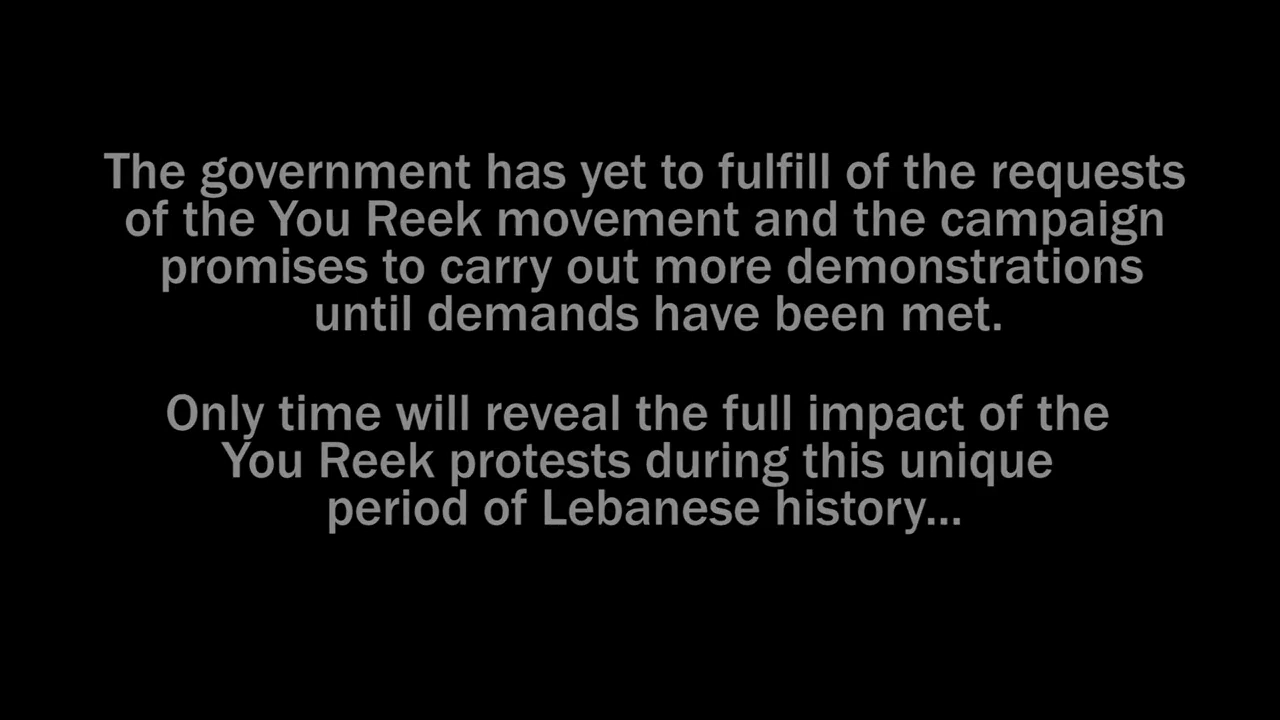 The government has yet to fulfill of the requests
of the You Reek movement and the campaign
promises to carry out more demonstrations
until demands have been met.
Only time will reveal the full impact of the
You Reek protests during this unique
period of Lebanese history...